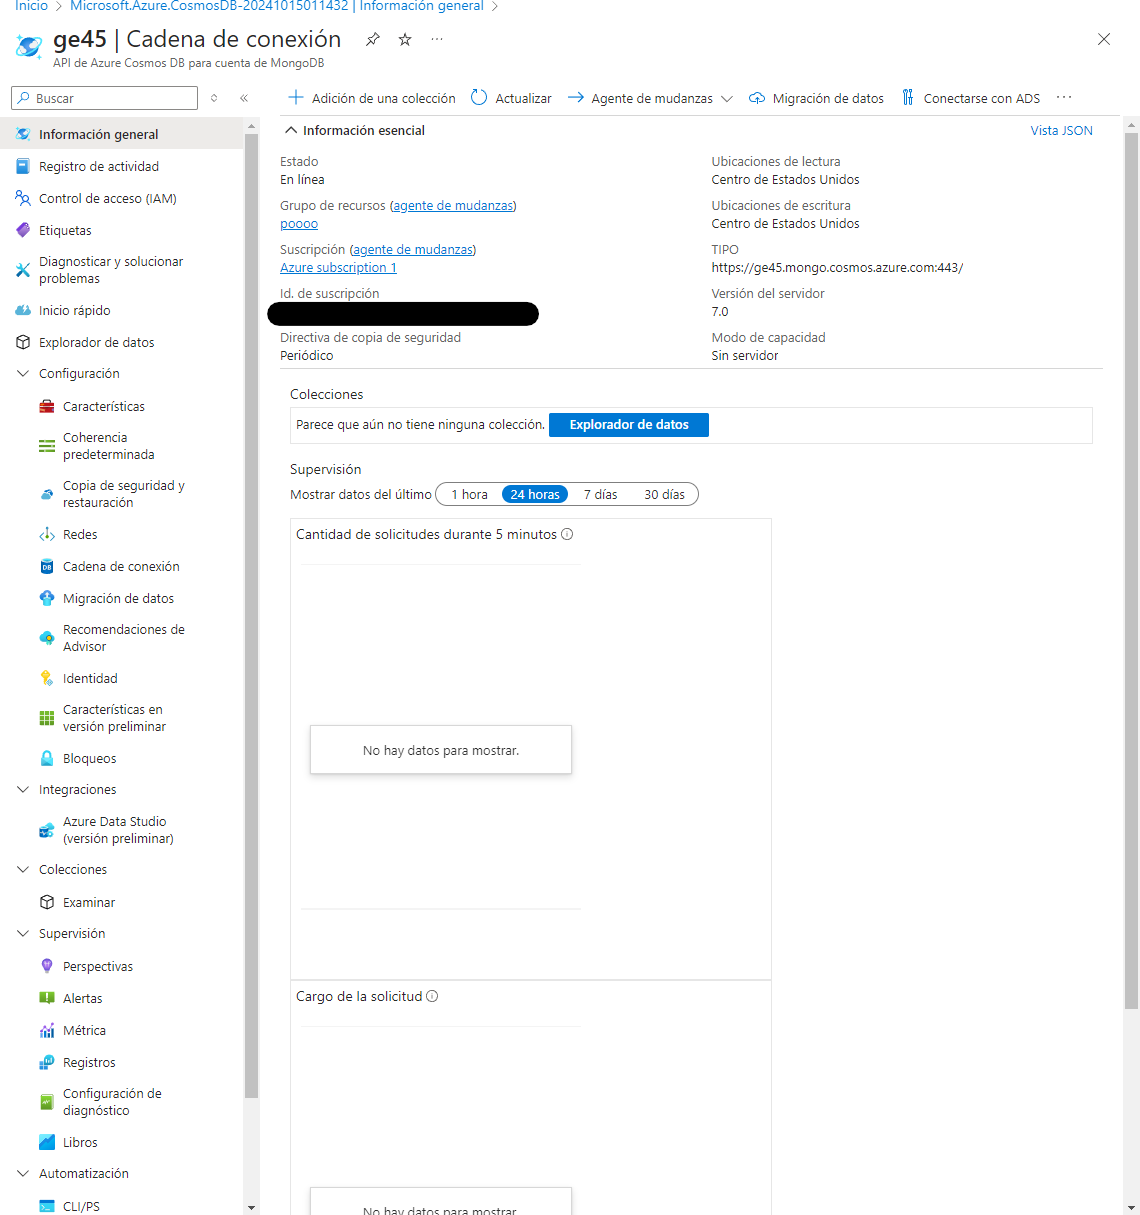 Inicio > Microsoft.Azure.CosmosDB-20241015011432 | Información general >
ge45 | Cadena de conexión
API de Azure Cosmos DB para cuenta de MongoDB
Buscar
Adición de una colección
Actualizar
Agente de mudanzas
Migración de datos
Conectarse con ADS
Información general
Registro de actividad
Control de acceso (IAM)
Etiquetas
Diagnosticar y solucionar
problemas
Inicio rápido
Explorador de datos
Configuración
Características
Coherencia
predeterminada
Copia de seguridad y
restauración
Redes
Cadena de conexión
Migración de datos
Recomendaciones de
Advisor
Identidad
Características en
versión preliminar
Bloqueos
Integraciones
Azure Data Studio
(versión preliminar)
Colecciones
Examinar
Supervisión
Perspectivas
Alertas
Métrica
Registros
Configuración de
diagnóstico
Libros
Automatización
CLI/PS
Información esencial
Vista JSON
Estado
En línea
Grupo de recursos (agente de mudanzas)
poooo
Suscripción (agente de mudanzas)
Azure subscription 1
Id. de suscripción
Directiva de copia de seguridad
Periódico
Ubicaciones de lectura
Centro de Estados Unidos
Ubicaciones de escritura
Centro de Estados Unidos
TIPO
https://ge45.mongo.cosmos.azure.com:443/
Versión del servidor
7.0
Modo de capacidad
Sin servidor
Colecciones
Parece que aún no tiene ninguna colección.
Explorador de datos
Supervisión
Mostrar datos del último
1 hora
24 horas
7 días
30 días
Cantidad de solicitudes durante 5 minutos
No hay datos para mostrar.
Cargo de la solicitud
No hay datos para mostrar.